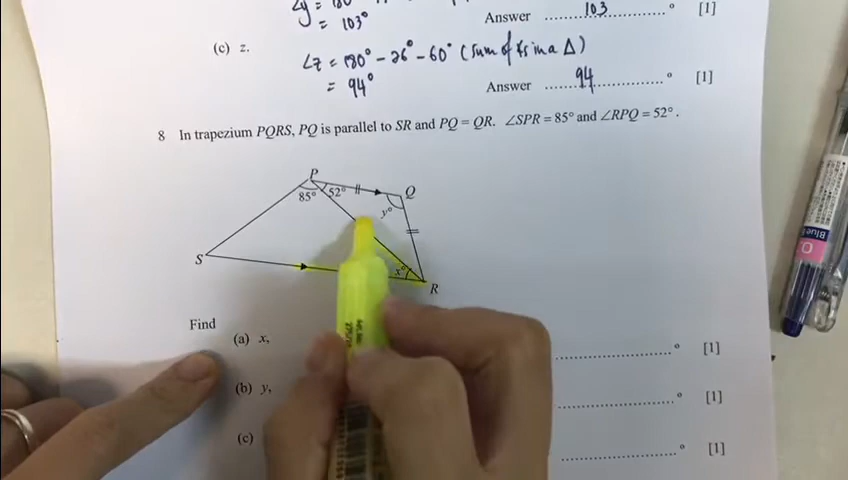 ∠y = 180
= 103°
Answer 103 ° [1]
(c) z.
∠z = 180° - 26° - 60° (sum of ∠s in a Δ)
= 94°
Answer 94 ° [1]
8 In trapezium PQRS, PQ is parallel to SR and PQ = QR. ∠SPR = 85° and ∠RPQ = 52°.
P
85° 52° Q
y°
S x°
R
Find
(a) x,
° [1]
(b) y,
° [1]
(c)
° [1]
Blue